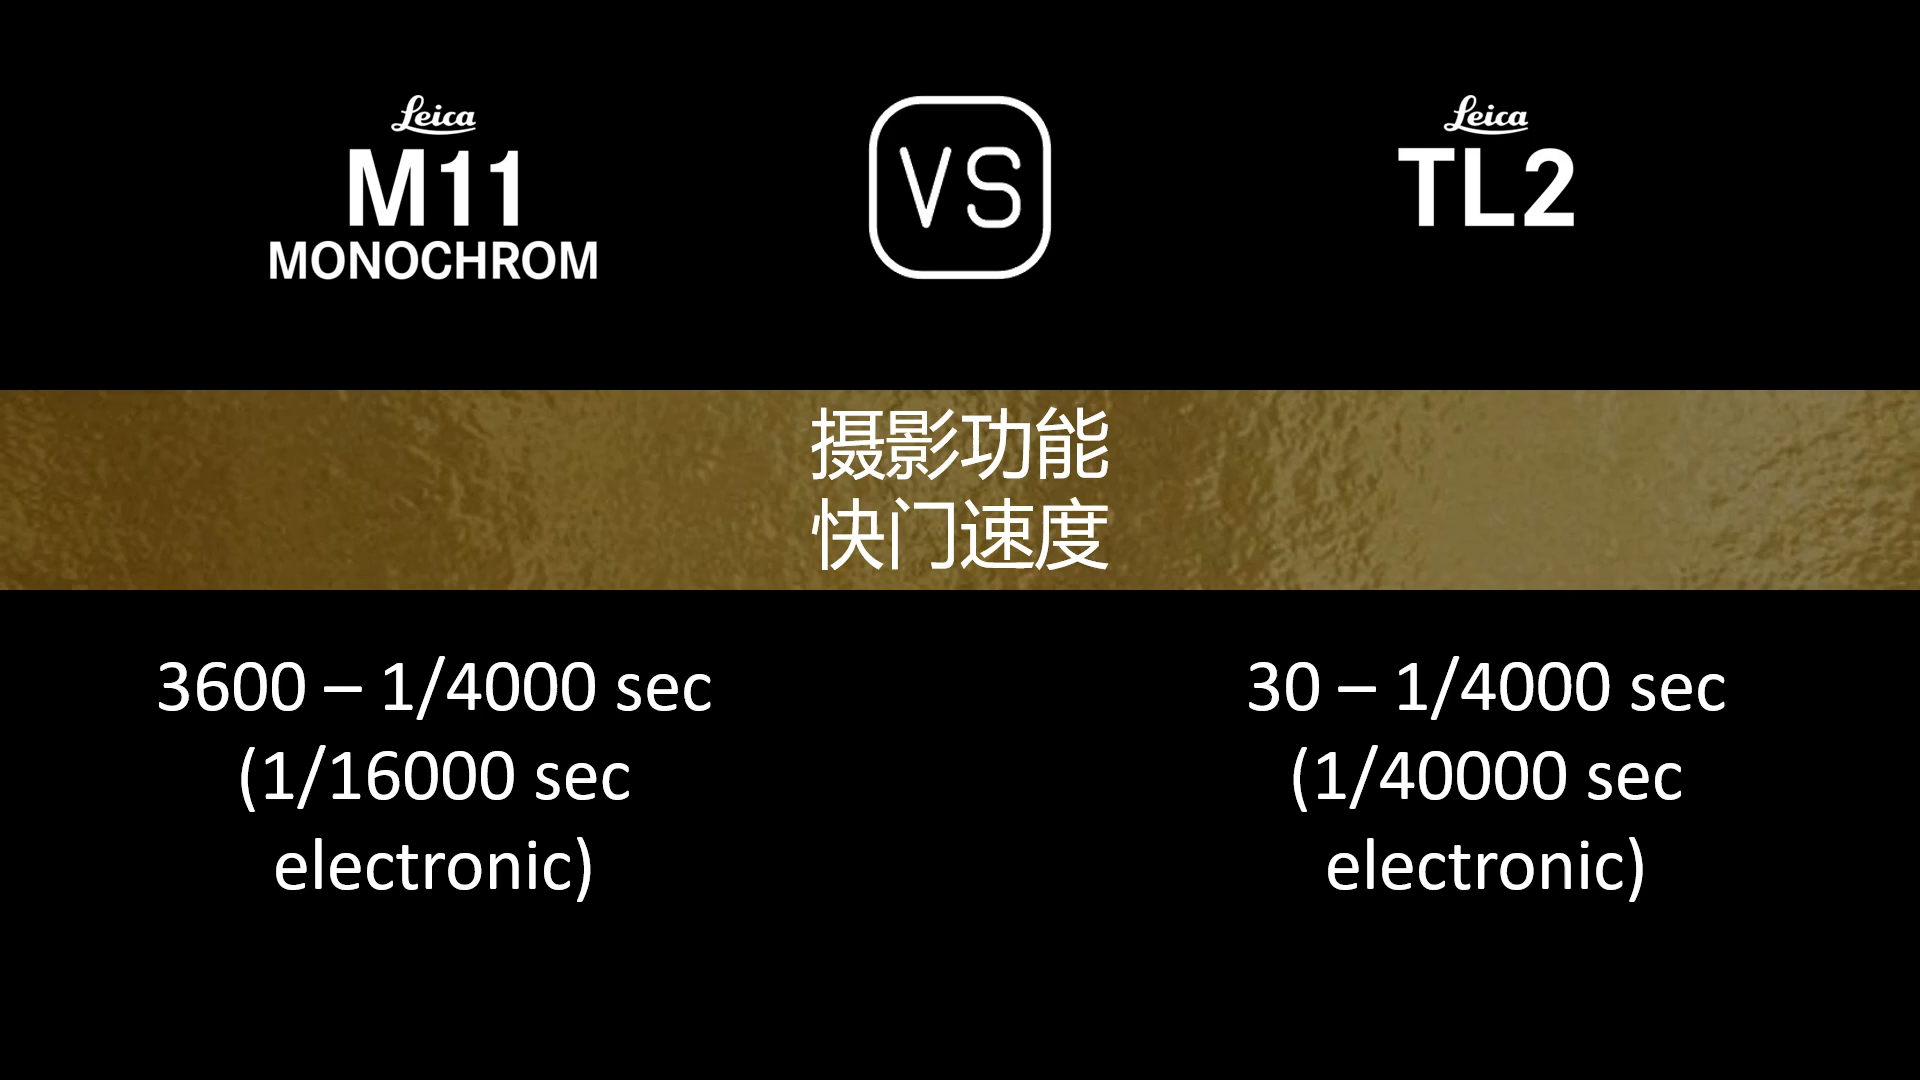 Leica
M11
MONOCHROM
VS
Leica
TL2
摄影功能
快门速度
3600 – 1/4000 sec
(1/16000 sec
electronic)
30 – 1/4000 sec
(1/40000 sec
electronic)